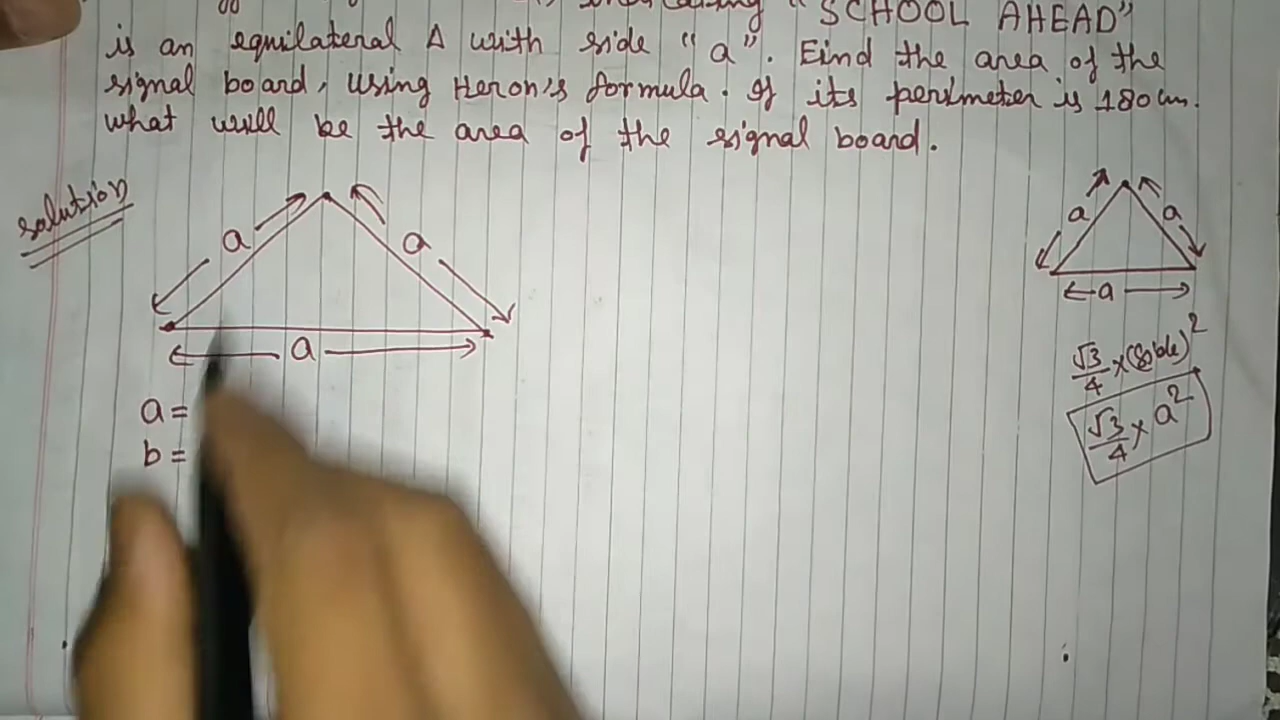 "SCHOOL AHEAD"
is an equilateral Δ with side "a". Find the area of the
signal board, using Heron's formula. If its perimeter is 180cm.
what will be the area of the signal board.
solution
a
a
a
a =
b =
a
a
a
√3/4 × (Side)²
√3/4 × a²